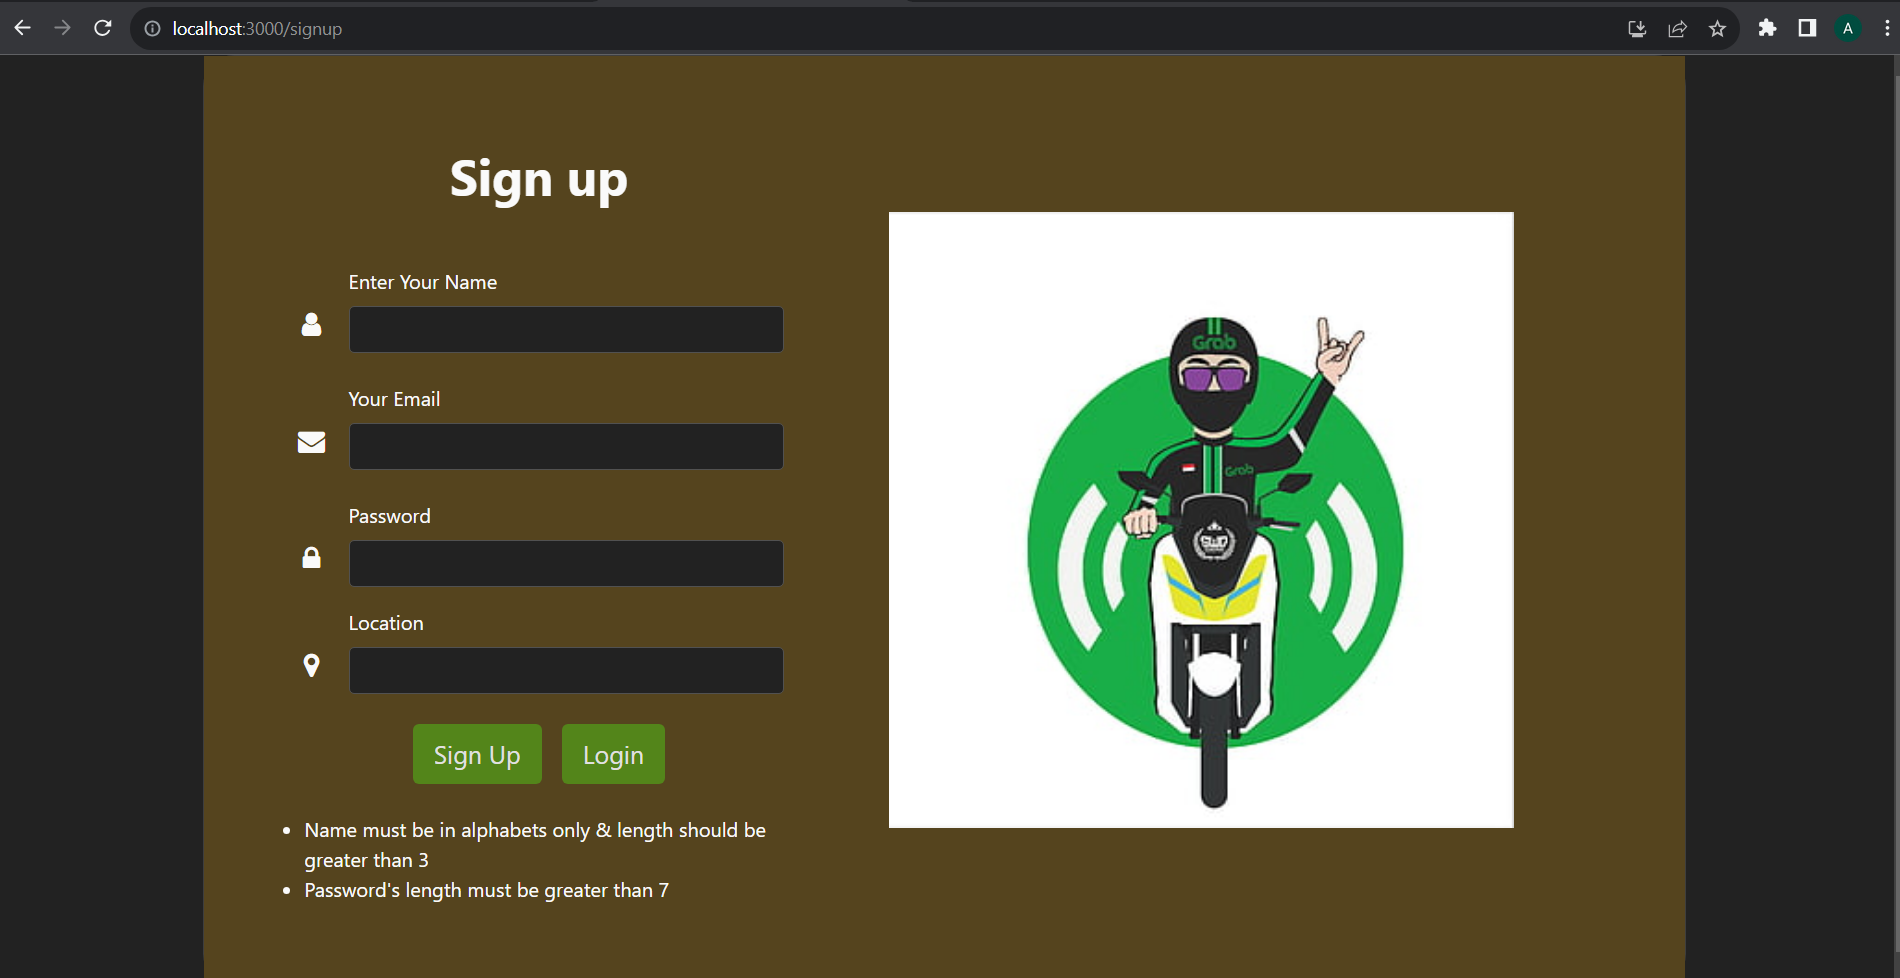 localhost:3000/signup
A
Sign up
Enter Your Name
Your Email
Password
Location
Sign Up
Login
• Name must be in alphabets only & length should be
greater than 3
• Password's length must be greater than 7
Grab
Grab